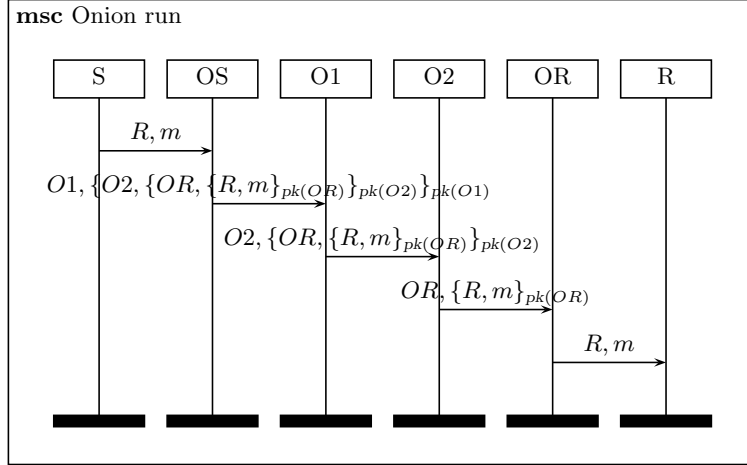 msc Onion run
S OS O1 O2 OR R
R, m
O1, {O2, {OR, {R, m}pk(OR)}pk(O2)}pk(O1)
O2, {OR, {R, m}pk(OR)}pk(O2)
OR, {R, m}pk(OR)
R, m